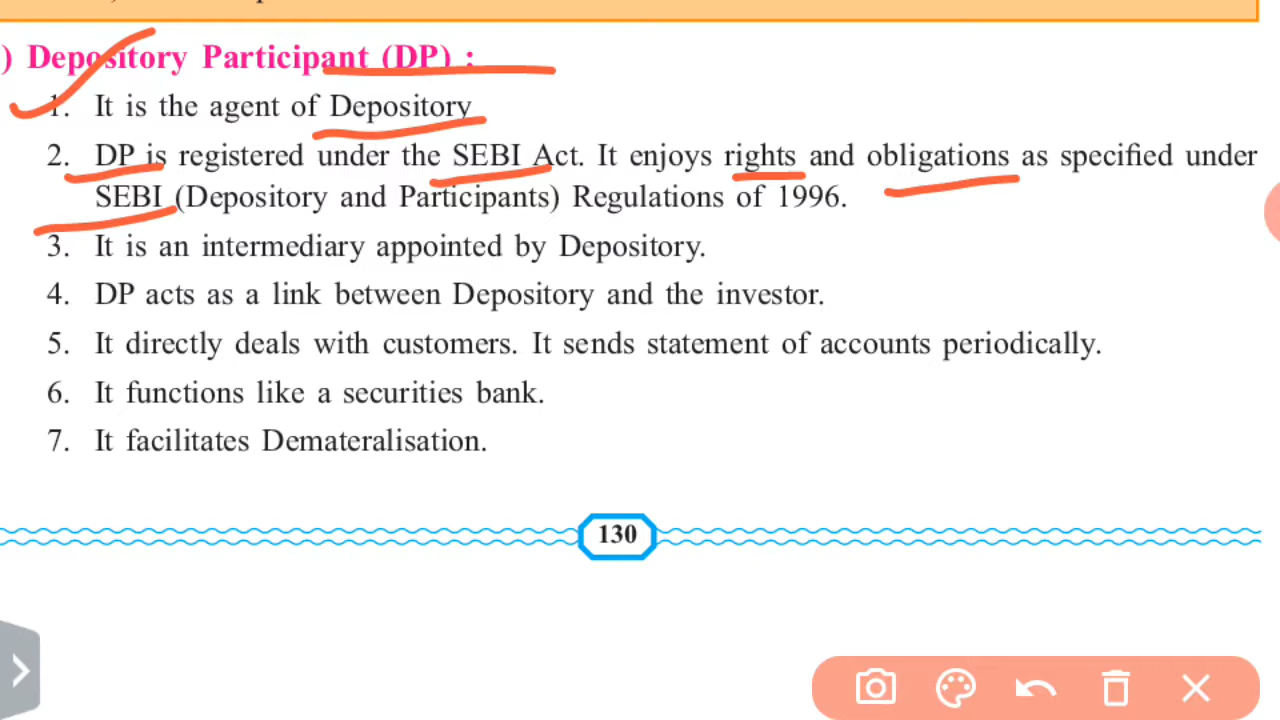 ) Depository Participant (DP) :
1. It is the agent of Depository
2. DP is registered under the SEBI Act. It enjoys rights and obligations as specified under
SEBI (Depository and Participants) Regulations of 1996.
3. It is an intermediary appointed by Depository.
4. DP acts as a link between Depository and the investor.
5. It directly deals with customers. It sends statement of accounts periodically.
6. It functions like a securities bank.
7. It facilitates Demateralisation.
130